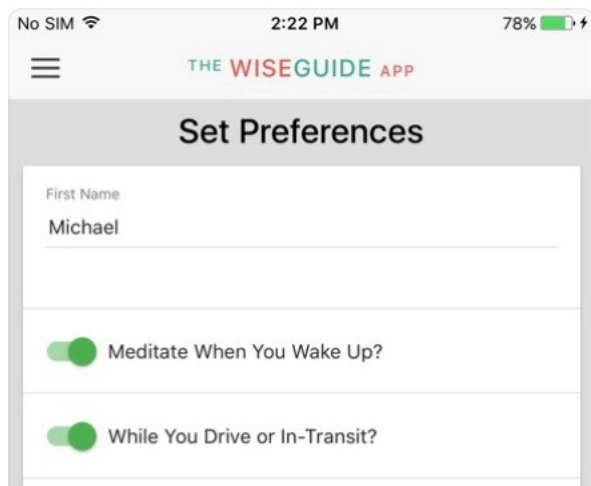 No SIM 2:22 PM 78%
THE WISEGUIDE APP
Set Preferences
First Name
Michael
Meditate When You Wake Up?
While You Drive or In-Transit?